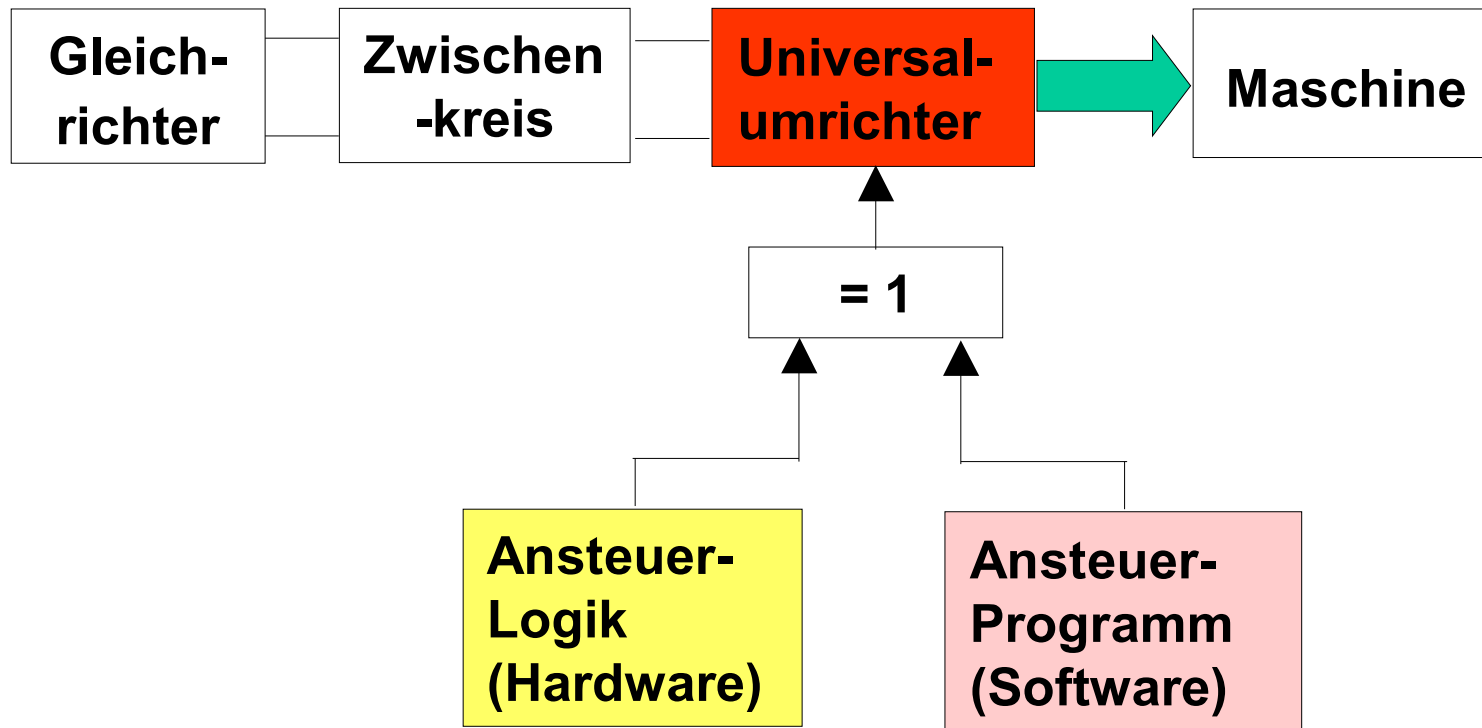 Gleich-
richter
Zwischen
-kreis
Universal-
umrichter
Maschine
= 1
Ansteuer-
Logik
(Hardware)
Ansteuer-
Programm
(Software)